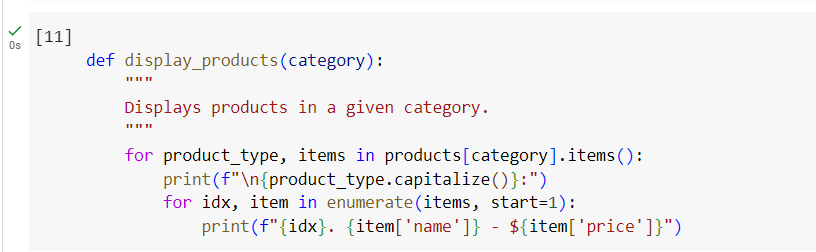 [11]
0s
def display_products(category):
    """
    Displays products in a given category.
    """
    for product_type, items in products[category].items():
        print(f"\n{product_type.capitalize()}:")
        for idx, item in enumerate(items, start=1):
            print(f"{idx}. {item['name']} - ${item['price']}")